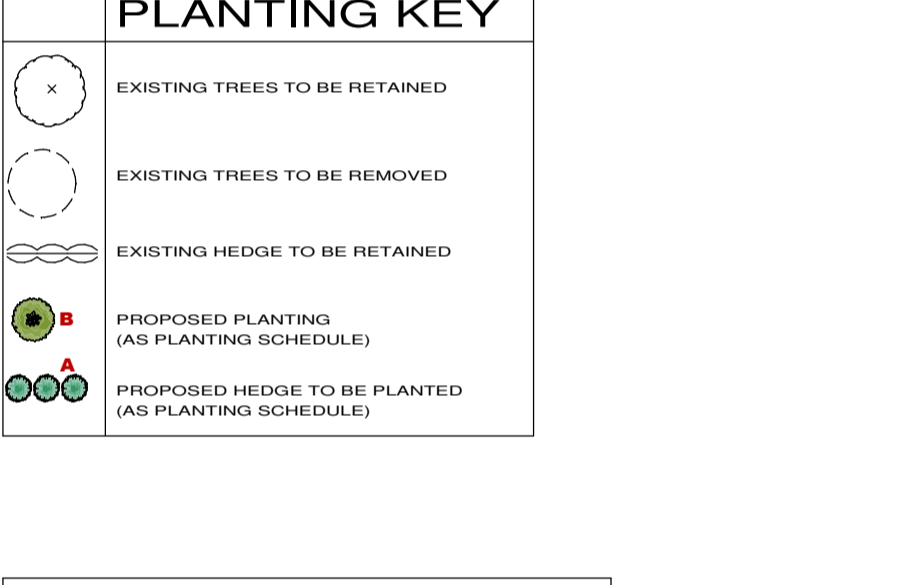 PLANTING KEY
EXISTING TREES TO BE RETAINED
EXISTING TREES TO BE REMOVED
EXISTING HEDGE TO BE RETAINED
B
PROPOSED PLANTING
(AS PLANTING SCHEDULE)
A
PROPOSED HEDGE TO BE PLANTED
(AS PLANTING SCHEDULE)